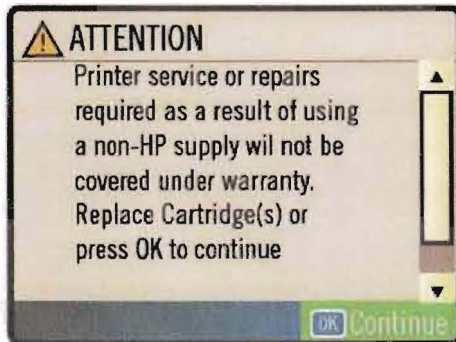 ATTENTION
Printer service or repairs
required as a result of using
a non-HP supply wil not be
covered under warranty.
Replace Cartridge(s) or
press OK to continue
OK Continue